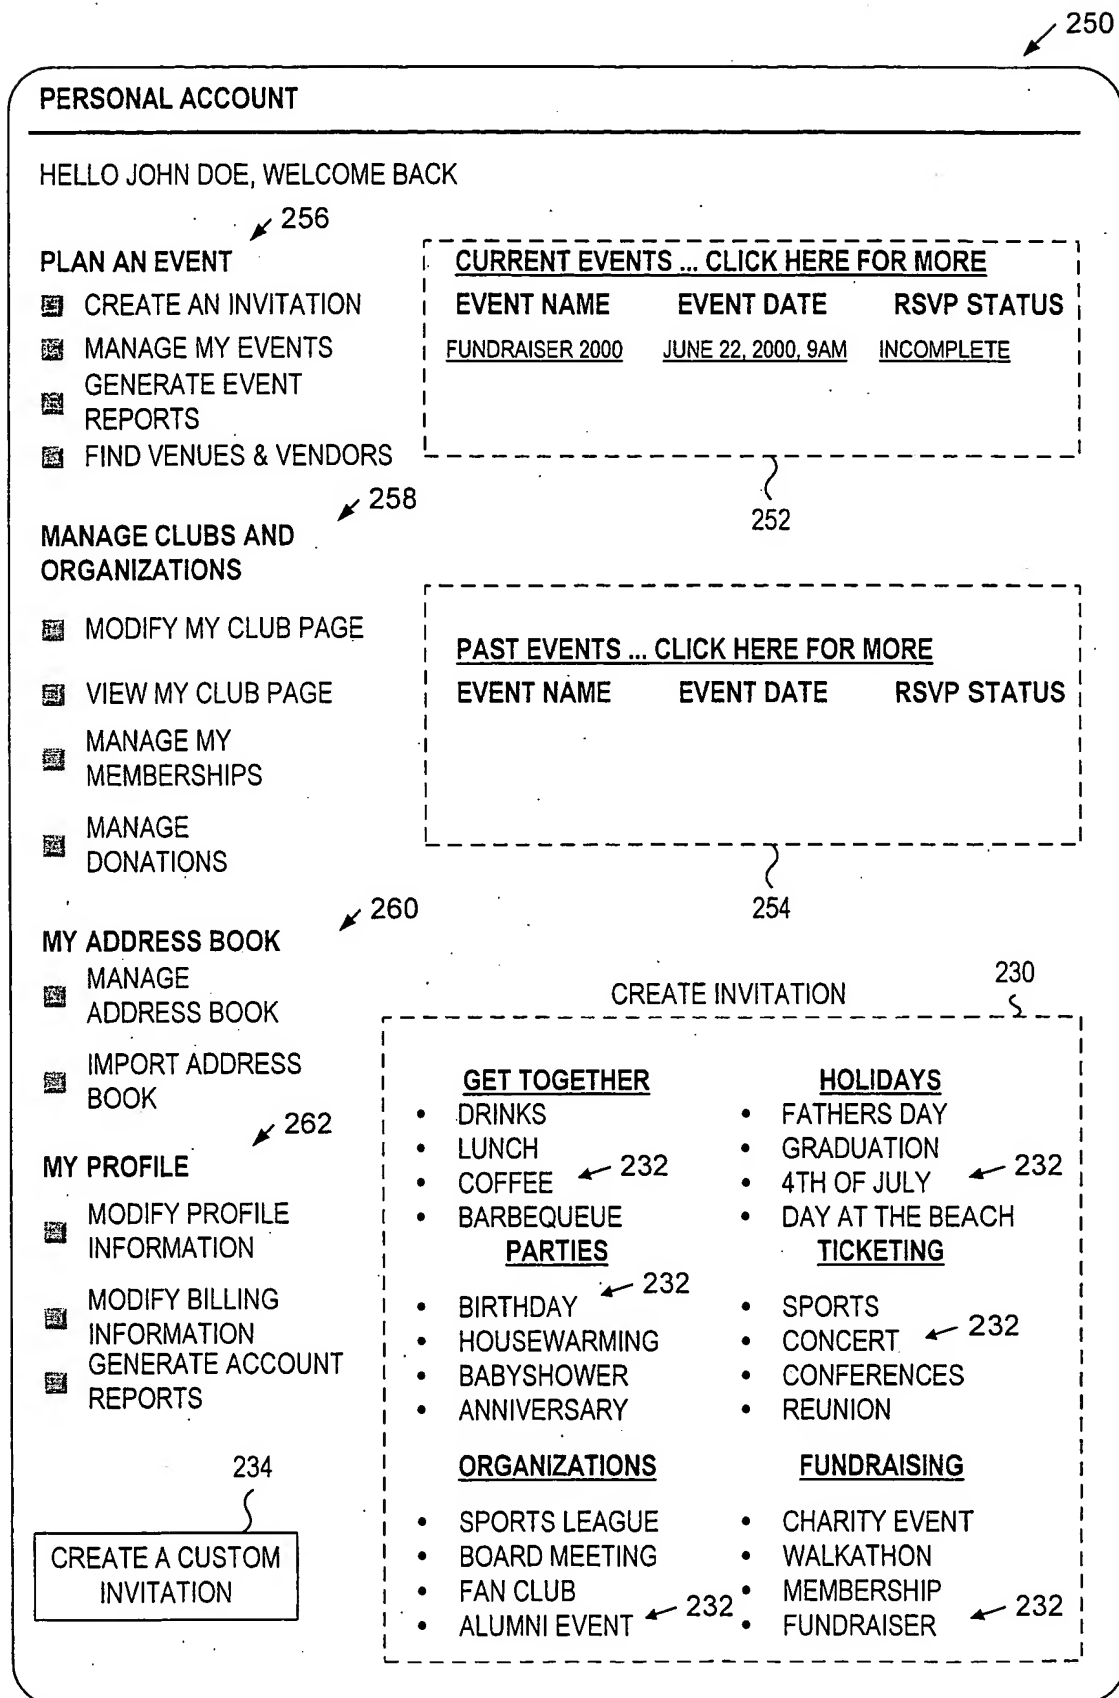 250
PERSONAL ACCOUNT
HELLO JOHN DOE, WELCOME BACK
256
PLAN AN EVENT
CREATE AN INVITATION
MANAGE MY EVENTS
GENERATE EVENT
REPORTS
FIND VENUES & VENDORS
CURRENT EVENTS ... CLICK HERE FOR MORE
EVENT NAME EVENT DATE RSVP STATUS
FUNDRAISER 2000 JUNE 22, 2000, 9AM INCOMPLETE
252
258
MANAGE CLUBS AND
ORGANIZATIONS
MODIFY MY CLUB PAGE
VIEW MY CLUB PAGE
MANAGE MY
MEMBERSHIPS
MANAGE
DONATIONS
PAST EVENTS ... CLICK HERE FOR MORE
EVENT NAME EVENT DATE RSVP STATUS
254
260
MY ADDRESS BOOK
MANAGE
ADDRESS BOOK
IMPORT ADDRESS
BOOK
262
MY PROFILE
MODIFY PROFILE
INFORMATION
MODIFY BILLING
INFORMATION
GENERATE ACCOUNT
REPORTS
234
CREATE A CUSTOM
INVITATION
CREATE INVITATION
230
GET TOGETHER
• DRINKS
• LUNCH
• COFFEE 232
• BARBEQUEUE
HOLIDAYS
• FATHERS DAY
• GRADUATION
• 4TH OF JULY 232
• DAY AT THE BEACH
PARTIES
232
• BIRTHDAY
• HOUSEWARMING
• BABYSHOWER
• ANNIVERSARY
TICKETING
• SPORTS
• CONCERT 232
• CONFERENCES
• REUNION
ORGANIZATIONS
• SPORTS LEAGUE
• BOARD MEETING
• FAN CLUB
• ALUMNI EVENT 232
FUNDRAISING
• CHARITY EVENT
• WALKATHON
• MEMBERSHIP
• FUNDRAISER 232